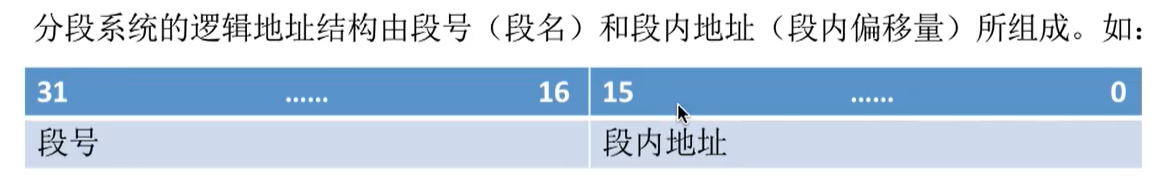 分段系统的逻辑地址结构由段号（段名）和段内地址（段内偏移量）所组成。如：
31 …… 16 15 …… 0
段号 段内地址